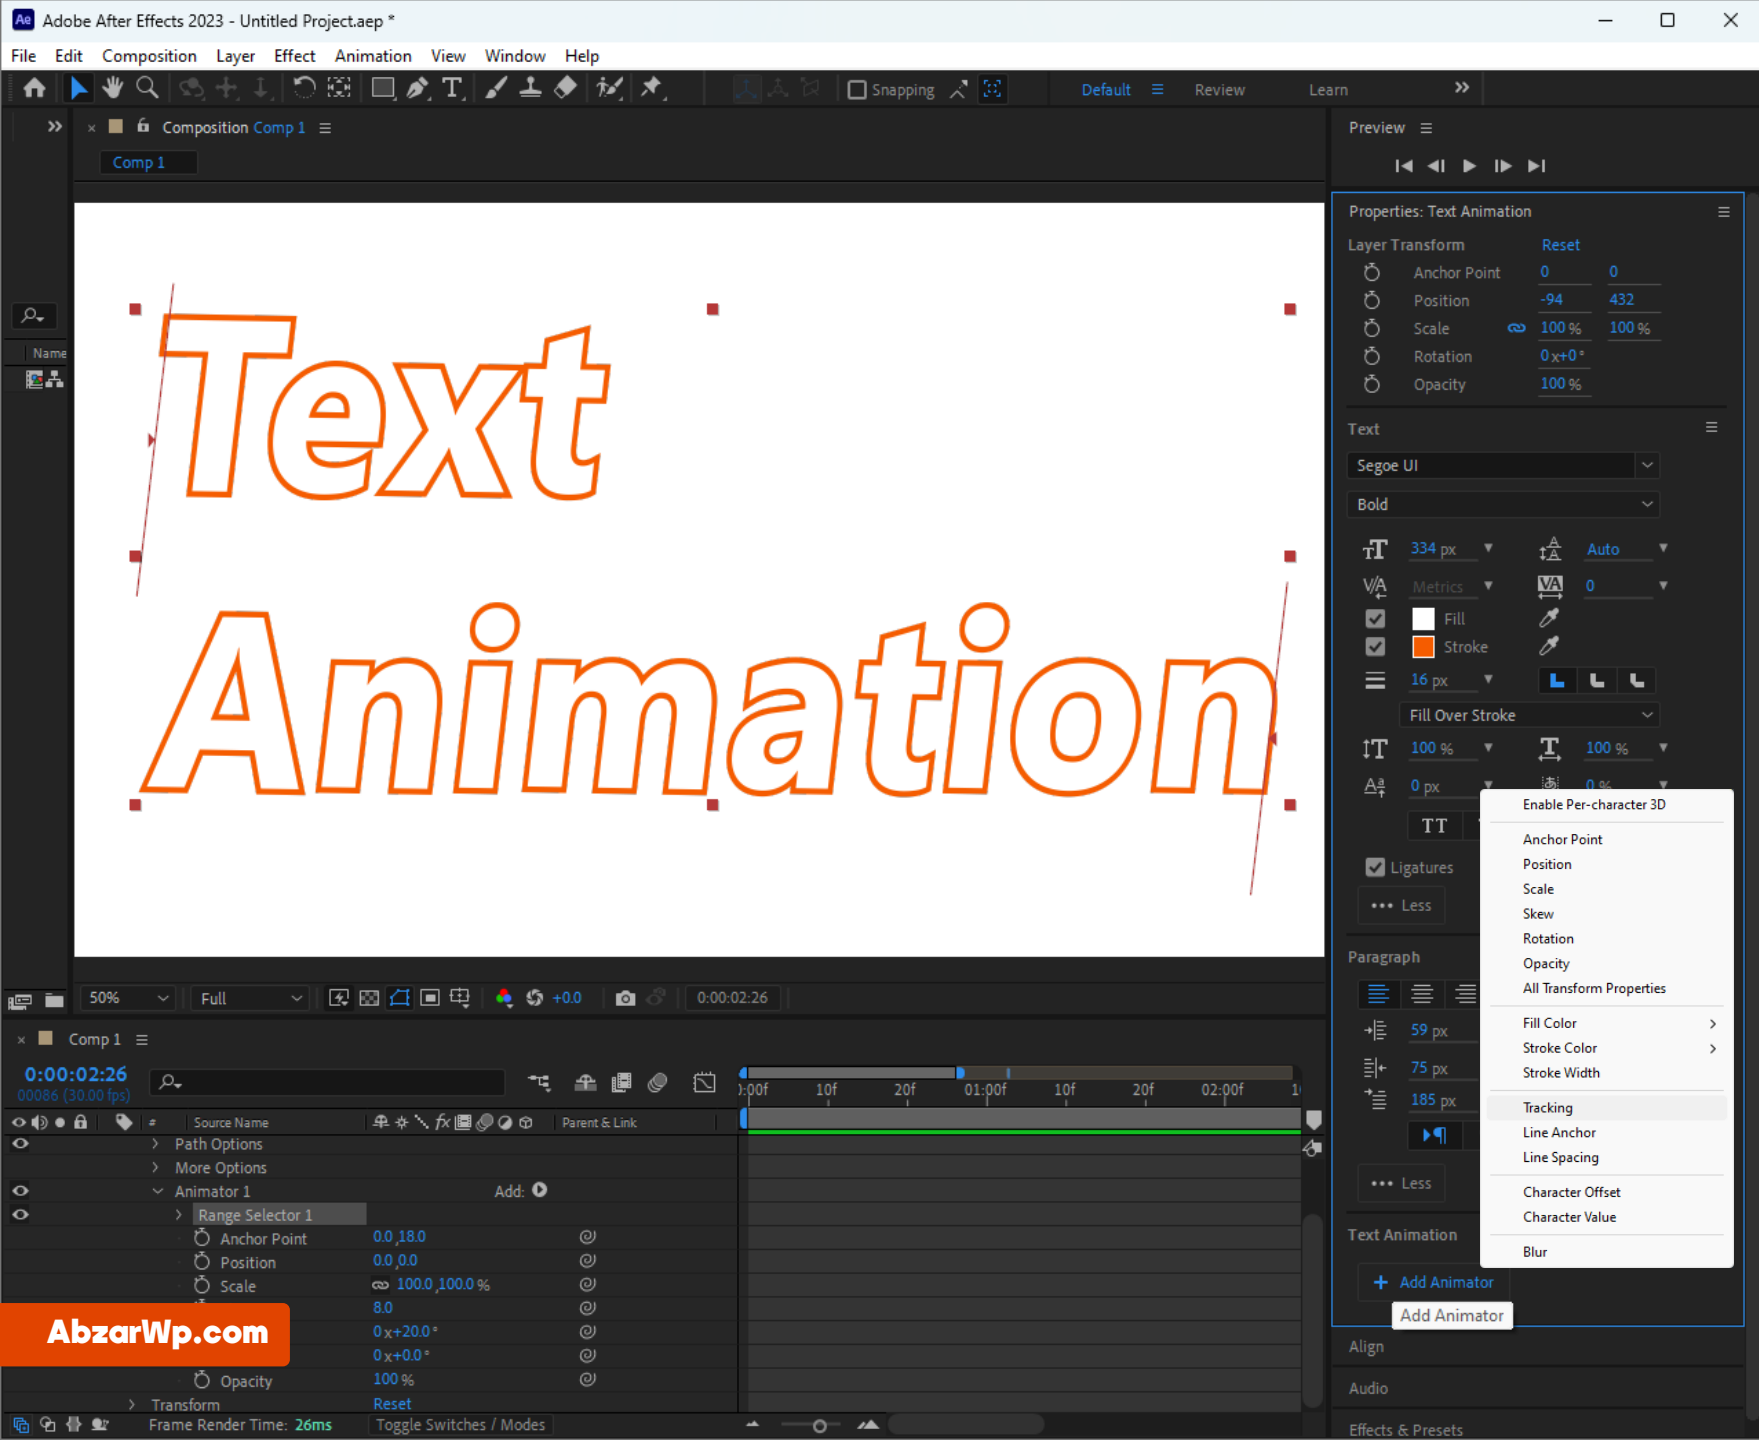 Ae Adobe After Effects 2023 - Untitled Project.aep *
File Edit Composition Layer Effect Animation View Window Help
Snapping Default Review Learn
Composition Comp 1
Comp 1
Text
Animation
Name
50% Full +0.0 0:00:02:26
Preview
Properties: Text Animation
Layer Transform Reset
Anchor Point 0 0
Position -94 432
Scale 100 % 100 %
Rotation 0x+0°
Opacity 100 %
Text
Segoe UI
Bold
334 px Auto
Metrics 0
Fill
Stroke
16 px
Fill Over Stroke
100 % 100 %
0 px 0 %
TT
Ligatures
Less
Paragraph
59 px
75 px
185 px
Less
Text Animation
+ Add Animator
Add Animator
Align
Audio
Effects & Presets
Enable Per-character 3D
Anchor Point
Position
Scale
Skew
Rotation
Opacity
All Transform Properties
Fill Color
Stroke Color
Stroke Width
Tracking
Line Anchor
Line Spacing
Character Offset
Character Value
Blur
Comp 1
0:00:02:26
00086 (30.00 fps)
):00f 10f 20f 01:00f 10f 20f 02:00f 1
# Source Name fx Parent & Link
Path Options
More Options
Animator 1 Add:
Range Selector 1
Anchor Point 0.0,18.0
Position 0.0,0.0
Scale 100.0,100.0 %
8.0
0x+20.0°
0x+0.0°
Opacity 100 %
Transform Reset
Frame Render Time: 26ms Toggle Switches / Modes
AbzarWp.com